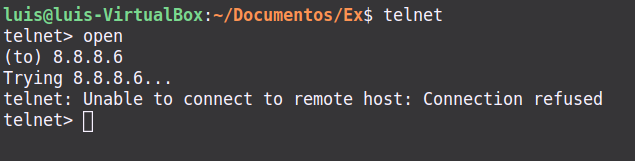 luis@luis-VirtualBox:~/Documentos/Ex$ telnet
telnet> open
(to) 8.8.8.6
Trying 8.8.8.6...
telnet: Unable to connect to remote host: Connection refused
telnet>